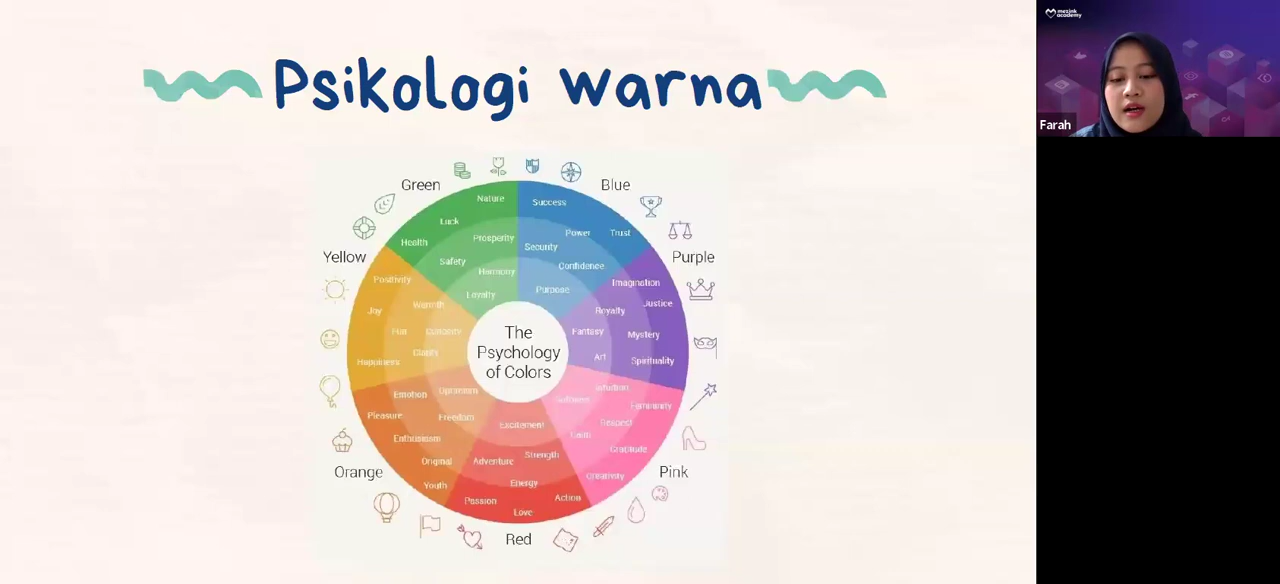 Psikologi Warna
mezink
academy
Farah
Green
Blue
Yellow
Purple
Orange
Pink
Red
The
Psychology
of Colors
Nature
Luck
Health
Prosperity
Safety
Harmony
Loyalty
Success
Power
Trust
Security
Confidence
Purpose
Imagination
Justice
Royalty
Fantasy
Mystery
Art
Spirituality
Intuition
Femininity
Respect
Gratitude
Creativity
Excitement
Strength
Adventure
Energy
Passion
Action
Love
Optimism
Emotion
Pleasure
Freedom
Enthusiasm
Original
Youth
Positivity
Warmth
Joy
Fun
Curiosity
Clarity
Happiness